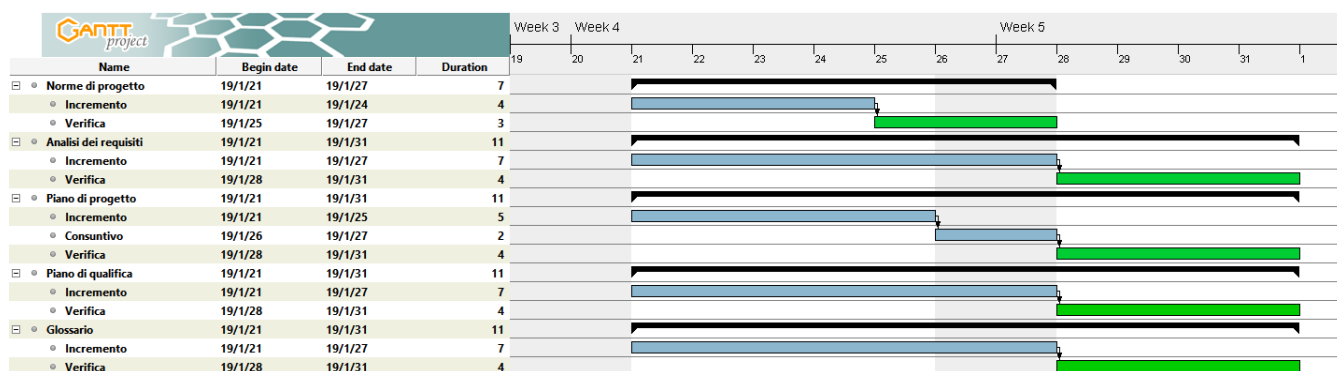 GANTT
project
Week 3 Week 4 Week 5
19 20 21 22 23 24 25 26 27 28 29 30 31 1
Name Begin date End date Duration
Norme di progetto 19/1/21 19/1/27 7
Incremento 19/1/21 19/1/24 4
Verifica 19/1/25 19/1/27 3
Analisi dei requisiti 19/1/21 19/1/31 11
Incremento 19/1/21 19/1/27 7
Verifica 19/1/28 19/1/31 4
Piano di progetto 19/1/21 19/1/31 11
Incremento 19/1/21 19/1/25 5
Consuntivo 19/1/26 19/1/27 2
Verifica 19/1/28 19/1/31 4
Piano di qualifica 19/1/21 19/1/31 11
Incremento 19/1/21 19/1/27 7
Verifica 19/1/28 19/1/31 4
Glossario 19/1/21 19/1/31 11
Incremento 19/1/21 19/1/27 7
Verifica 19/1/28 19/1/31 4